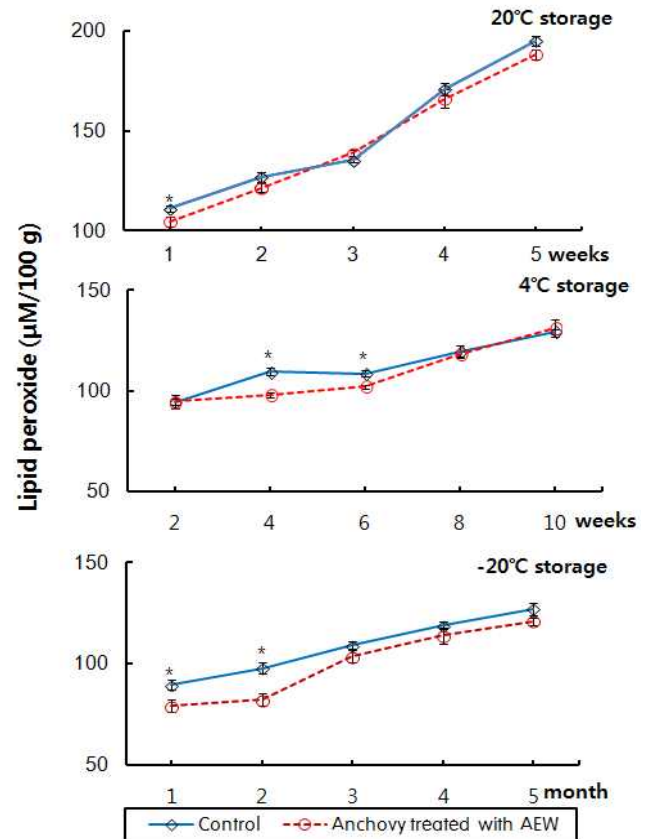 20℃ storage
200
150
*
100
1 2 3 4 5 weeks
Lipid peroxide (μM/100 g)
150
4℃ storage
* *
100
50
2 4 6 8 10 weeks
150
-20℃ storage
* *
100
50
1 2 3 4 5 month
Control Anchovy treated with AEW